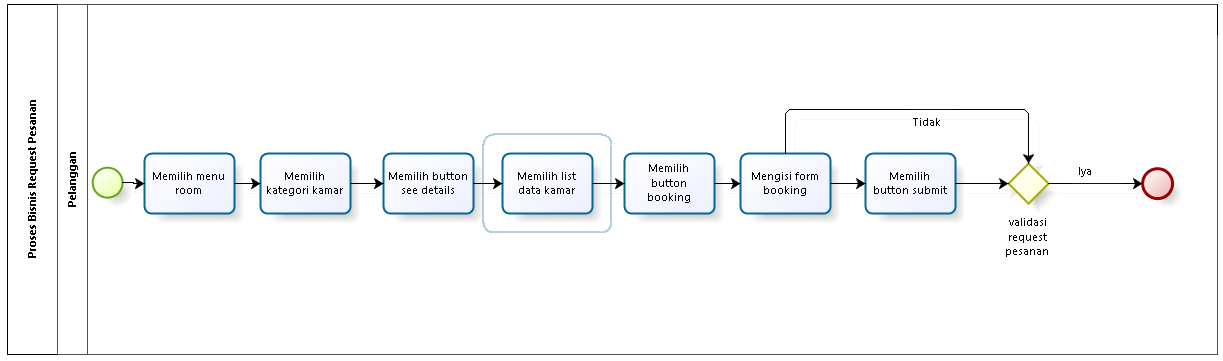 Proses Bisnis Request Pesanan
Pelanggan
Memilih menu
room
Memilih
kategori kamar
Memilih button
see details
Memilih list
data kamar
Memilih
button
booking
Mengisi form
booking
Memilih
button submit
Tidak
validasi
request
pesanan
Iya